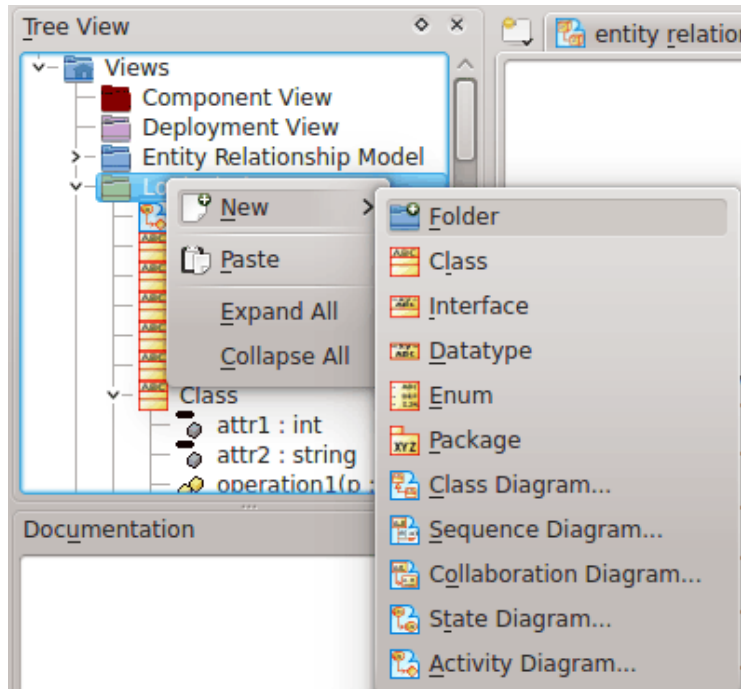 Tree View
entity relation
Views
Component View
Deployment View
Entity Relationship Model
New
Folder
Paste
Class
Interface
Expand All
Datatype
Collapse All
Enum
Class
attr1 : int
Package
attr2 : string
operation1(p :
Class Diagram...
Documentation
Sequence Diagram...
Collaboration Diagram...
State Diagram...
Activity Diagram...